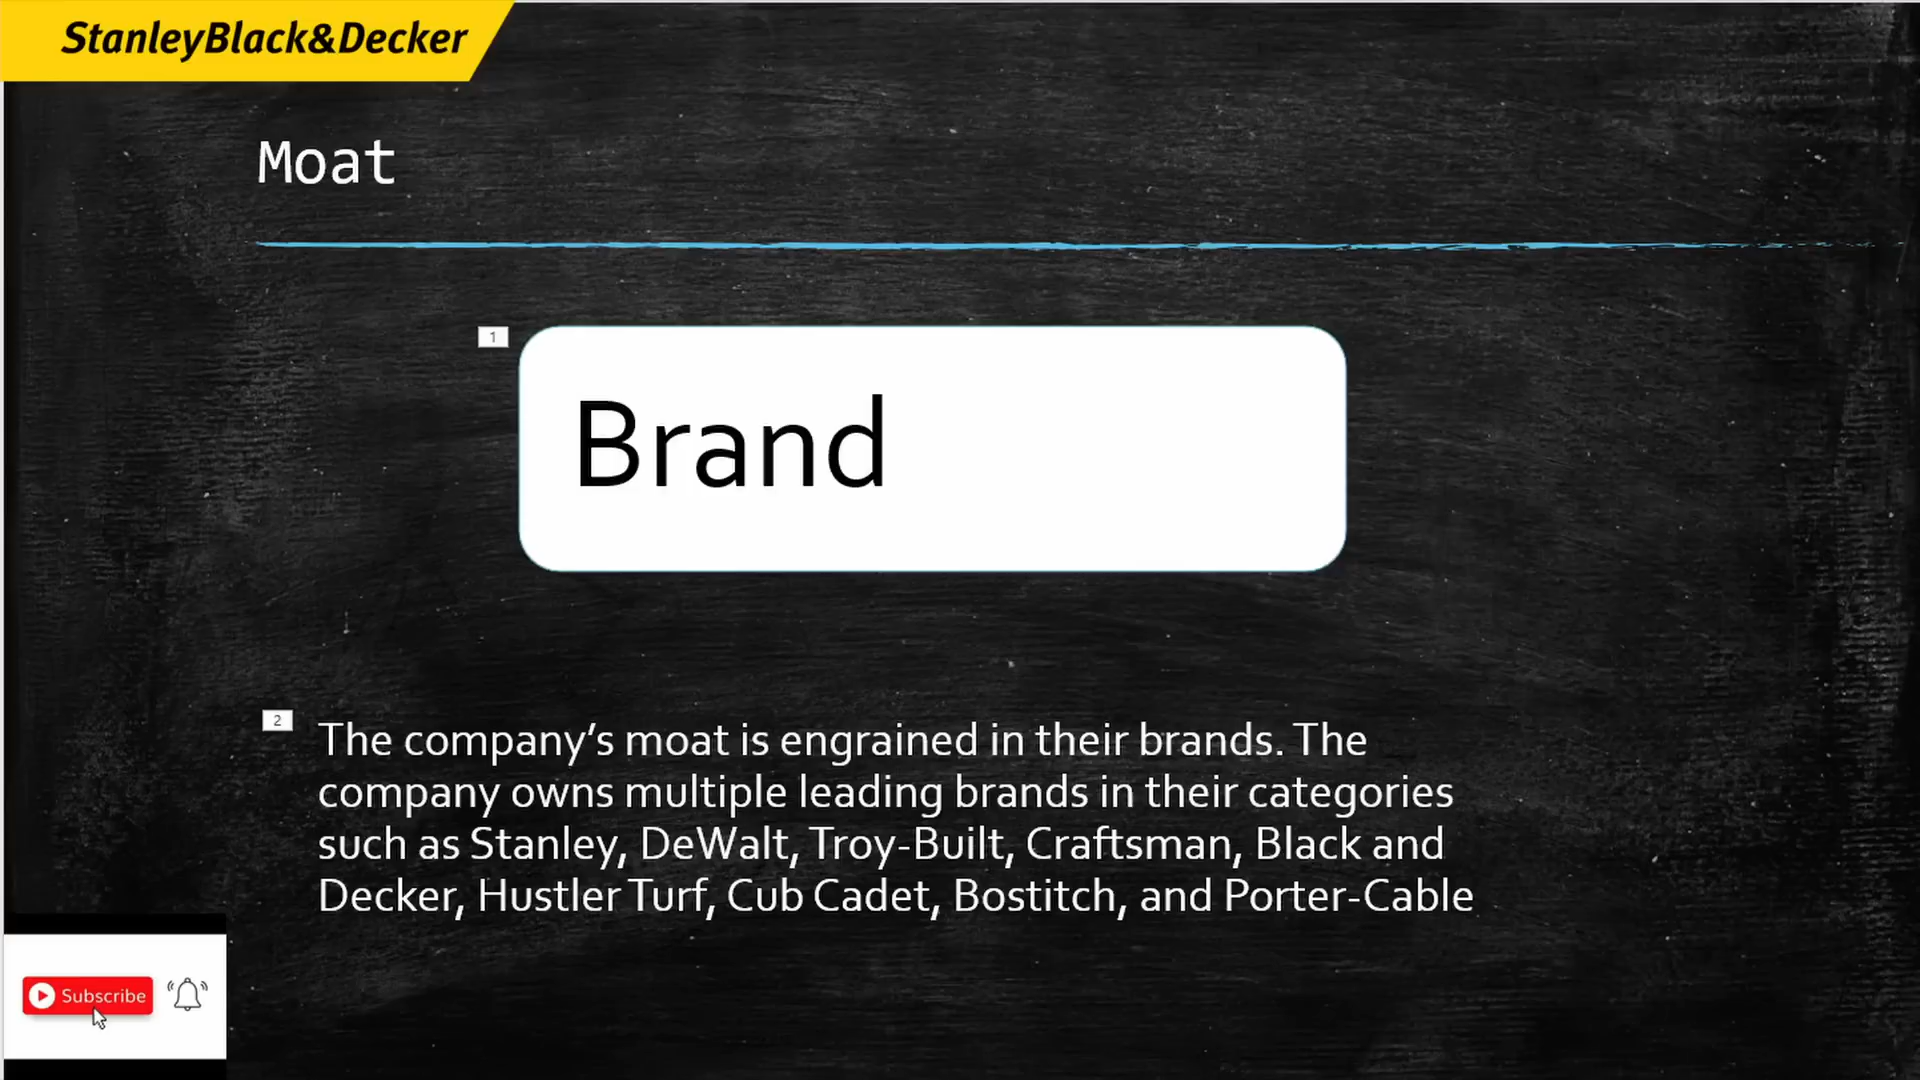 StanleyBlack&Decker
Moat
1
Brand
2
The company’s moat is engrained in their brands. The
company owns multiple leading brands in their categories
such as Stanley, DeWalt, Troy-Built, Craftsman, Black and
Decker, Hustler Turf, Cub Cadet, Bostitch, and Porter-Cable
Subscribe